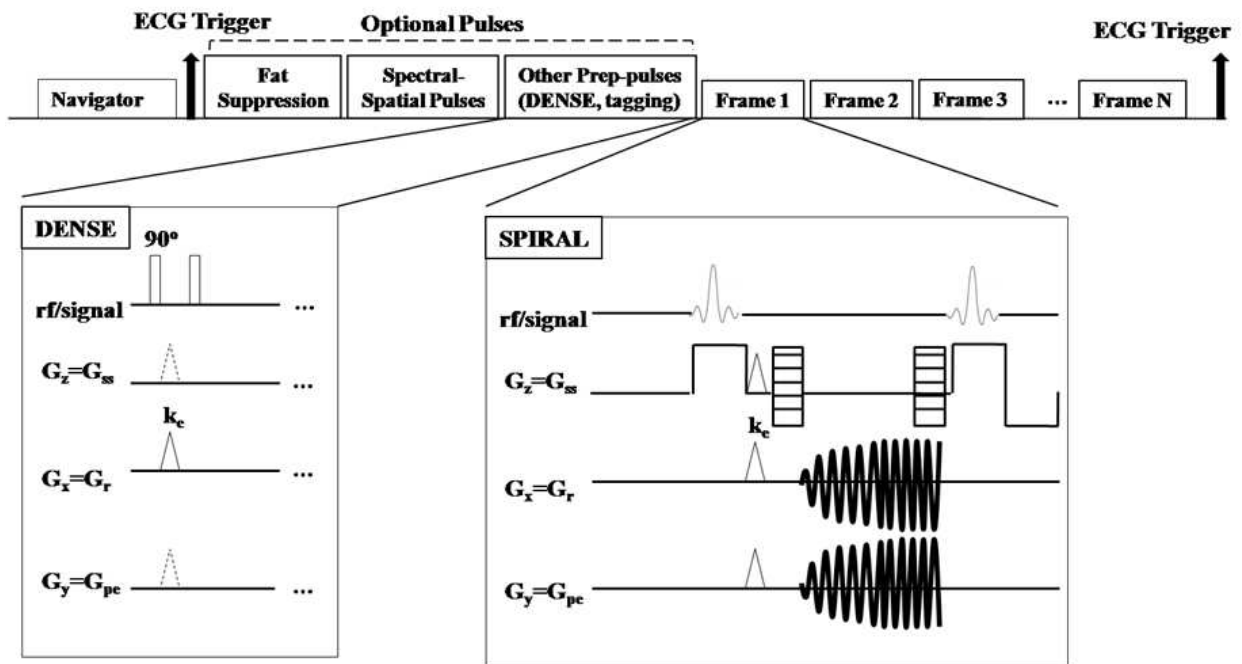 ECG Trigger
Optional Pulses
ECG Trigger
Navigator
Fat
Suppression
Spectral-
Spatial Pulses
Other Prep-pulses
(DENSE, tagging)
Frame 1
Frame 2
Frame 3
...
Frame N
DENSE
90°
rf/signal
...
Gz=Gss
...
ke
Gx=Gr
...
Gy=Gpe
...
SPIRAL
rf/signal
Gz=Gss
ke
Gx=Gr
Gy=Gpe